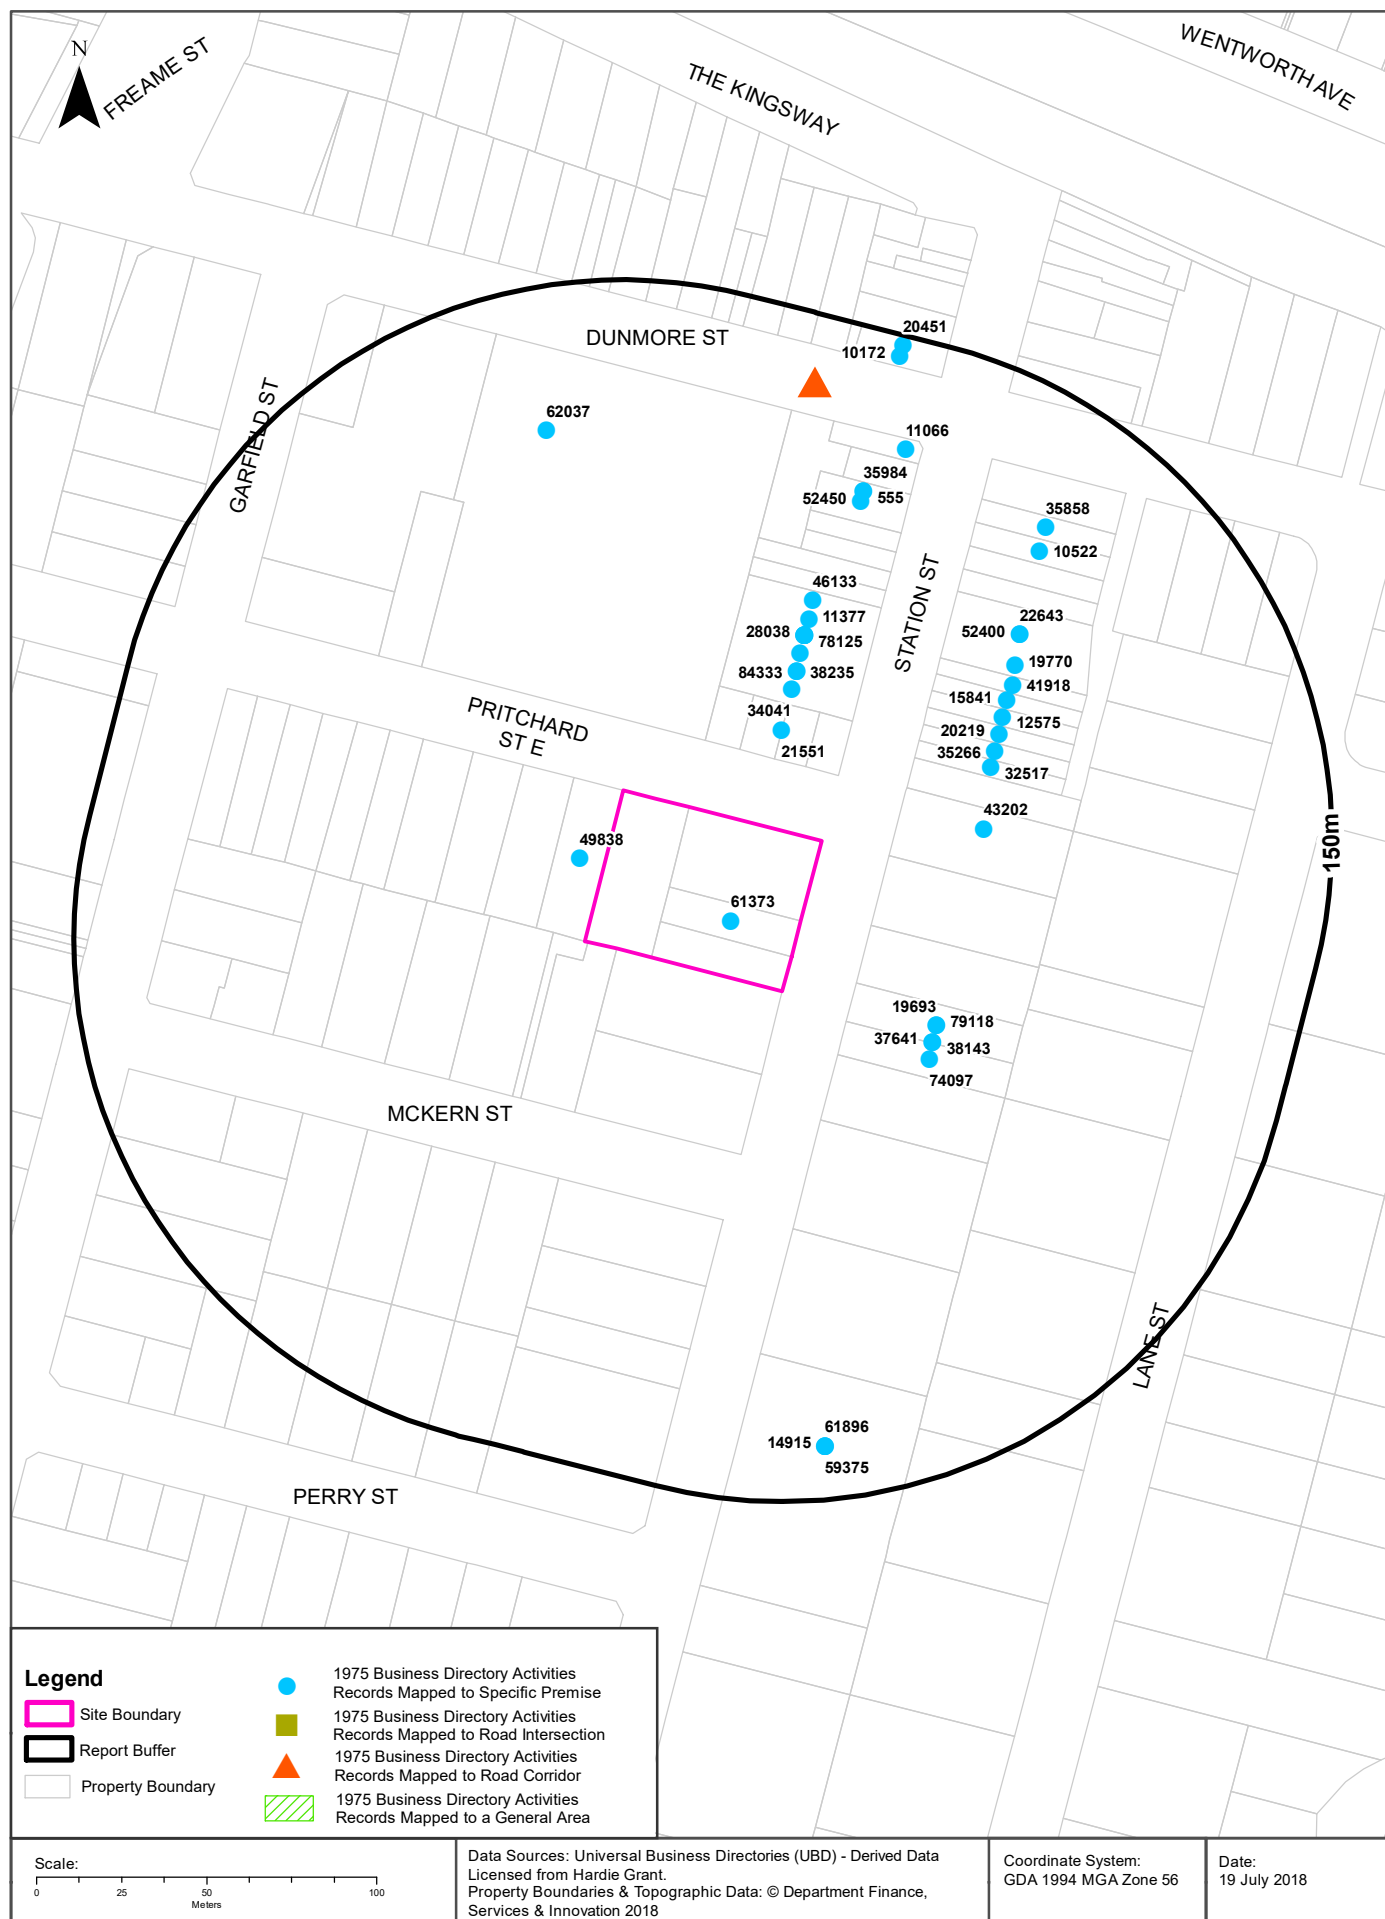 WENTWORTH AVE
N
FREAME ST
THE KINGSWAY
20451
10172
DUNMORE ST
62037
GARFIELD ST
11066
35984
52450
555
35858
10522
STATION ST
46133
11377
28038
78125
22643
52400
84333
38235
19770
41918
15841
34041
12575
20219
21551
35266
32517
PRITCHARD
ST E
43202
150m
49838
61373
19693
79118
37641
38143
74097
MCKERN ST
LANE ST
61896
14915
59375
PERRY ST
Legend
Site Boundary
Report Buffer
Property Boundary
1975 Business Directory Activities
Records Mapped to Specific Premise
1975 Business Directory Activities
Records Mapped to Road Intersection
1975 Business Directory Activities
Records Mapped to Road Corridor
1975 Business Directory Activities
Records Mapped to a General Area
Scale:
0 25 50 100
Meters
Data Sources: Universal Business Directories (UBD) - Derived Data
Licensed from Hardie Grant.
Property Boundaries & Topographic Data: © Department Finance,
Services & Innovation 2018
Coordinate System:
GDA 1994 MGA Zone 56
Date:
19 July 2018